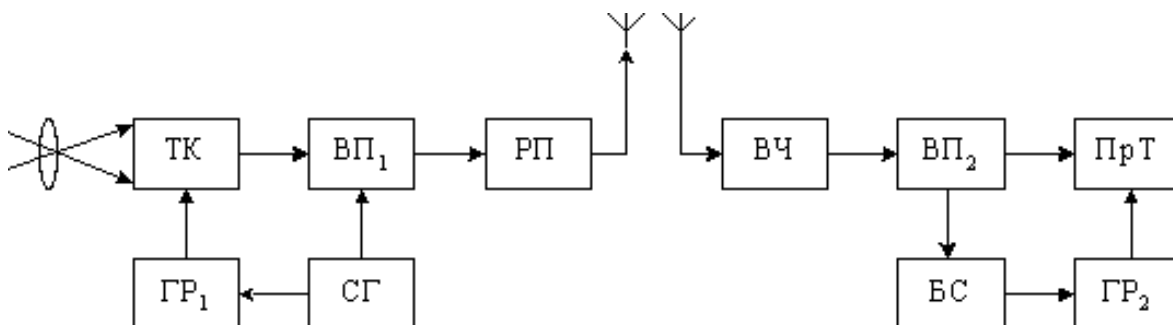 ТК ВП₁ РП ВЧ ВП₂ ПрТ
ГР₁ СГ БС ГР₂